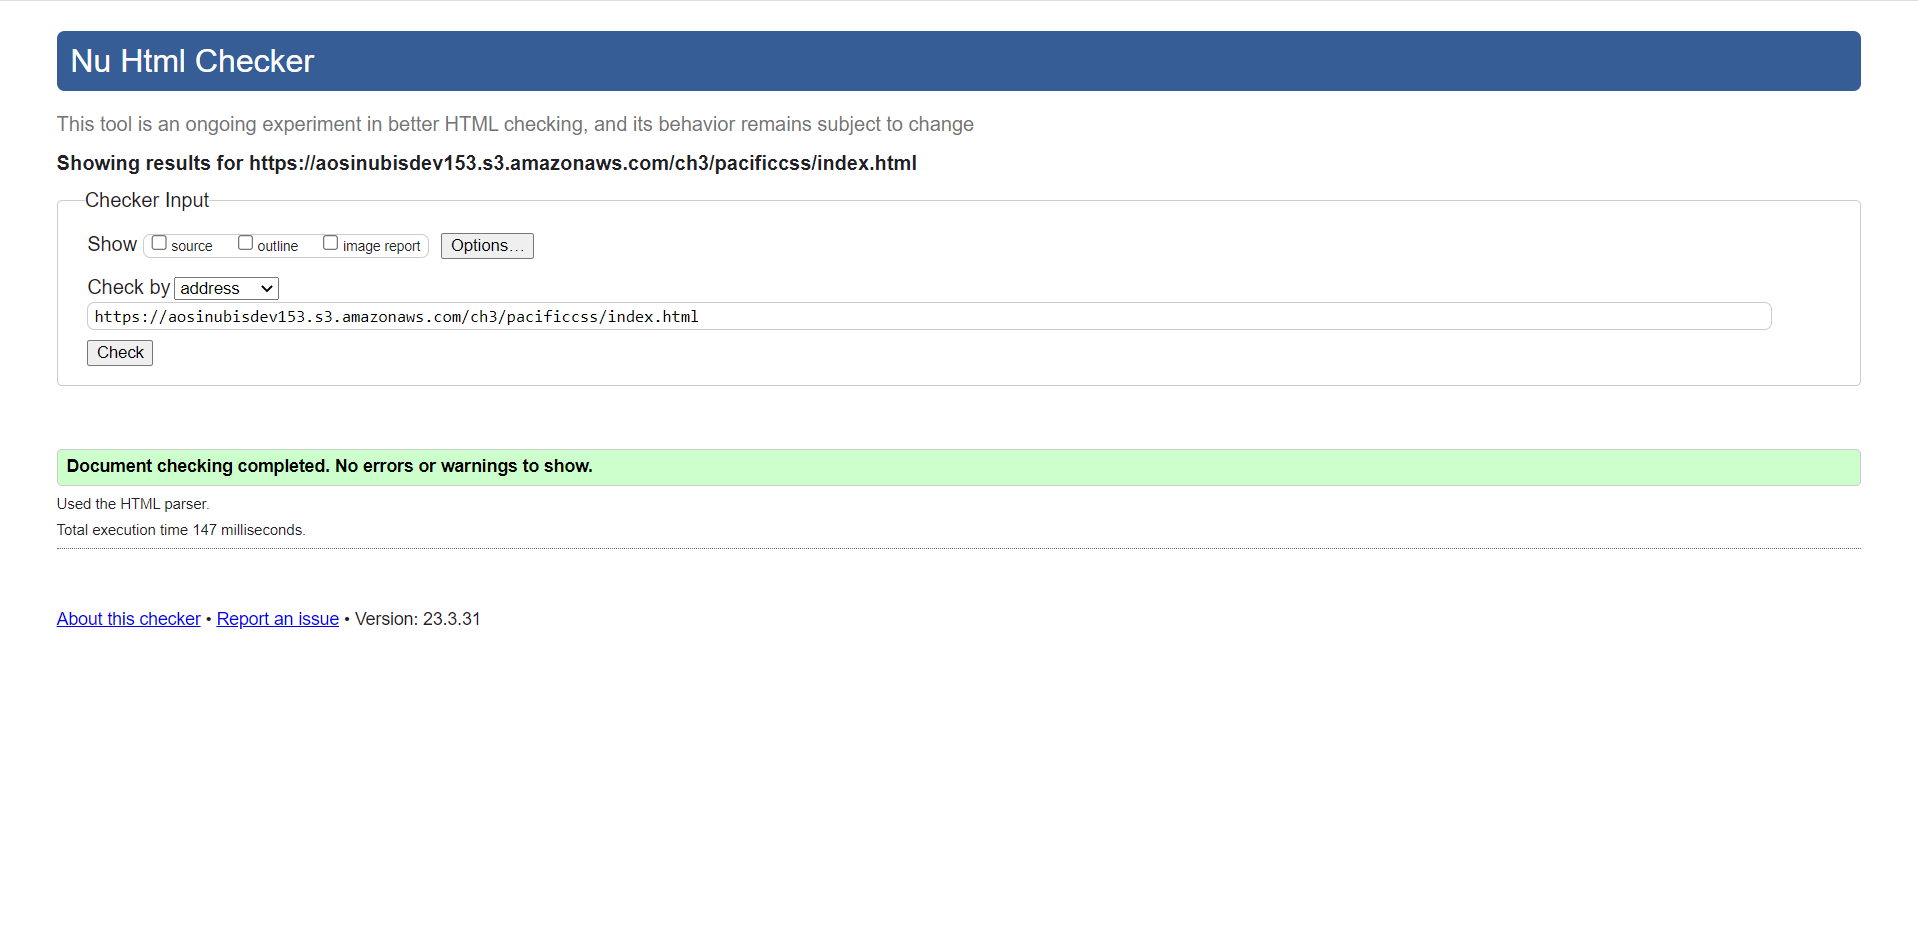 Nu Html Checker
This tool is an ongoing experiment in better HTML checking, and its behavior remains subject to change
Showing results for https://aosinubisdev153.s3.amazonaws.com/ch3/pacificcss/index.html
Checker Input
Show source outline image report Options…
Check by address
https://aosinubisdev153.s3.amazonaws.com/ch3/pacificcss/index.html
Check
Document checking completed. No errors or warnings to show.
Used the HTML parser.
Total execution time 147 milliseconds.
About this checker • Report an issue • Version: 23.3.31